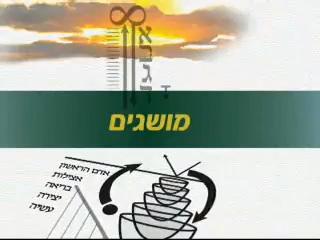 מושגים
אדם הראשון
אצילות
בריאה
יצירה
עשיה